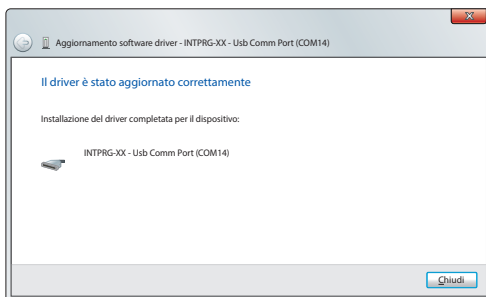 Aggiornamento software driver - INTPRG-XX - Usb Comm Port (COM14)
Il driver è stato aggiornato correttamente
Installazione del driver completata per il dispositivo:
INTPRG-XX - Usb Comm Port (COM14)
Chiudi